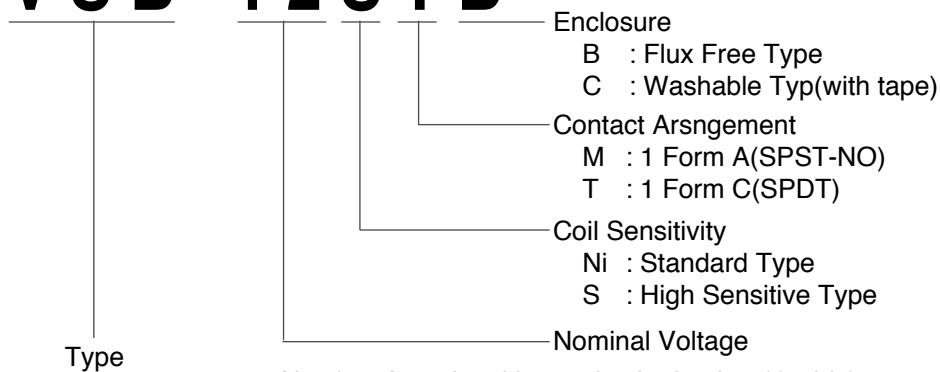 Enclosure
B : Flux Free Type
C : Washable Typ(with tape)
Contact Arsngement
M : 1 Form A(SPST-NO)
T : 1 Form C(SPDT)
Coil Sensitivity
Ni : Standard Type
S : High Sensitive Type
Nominal Voltage
Type